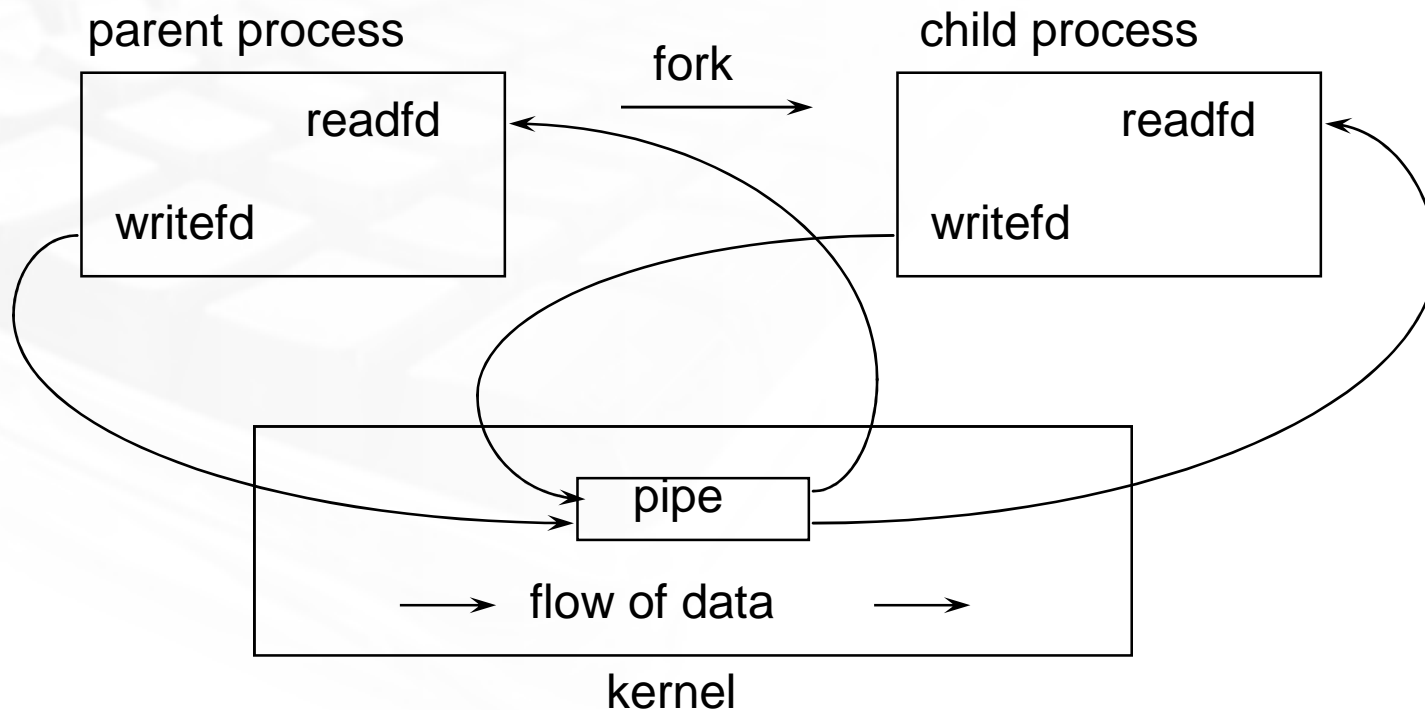 parent process
fork
child process
readfd
readfd
writefd
writefd
pipe
flow of data
kernel